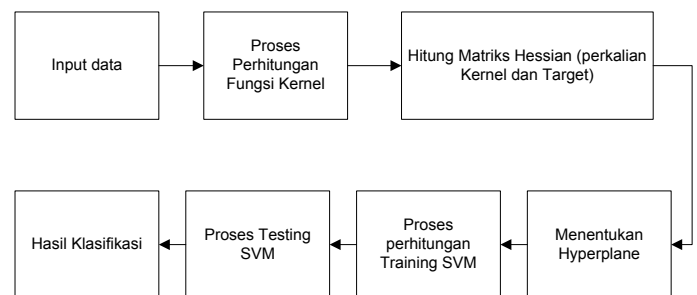 Input data
Proses
Perhitungan
Fungsi Kernel
Hitung Matriks Hessian (perkalian
Kernel dan Target)
Menentukan
Hyperplane
Proses
perhitungan
Training SVM
Proses Testing
SVM
Hasil Klasifikasi